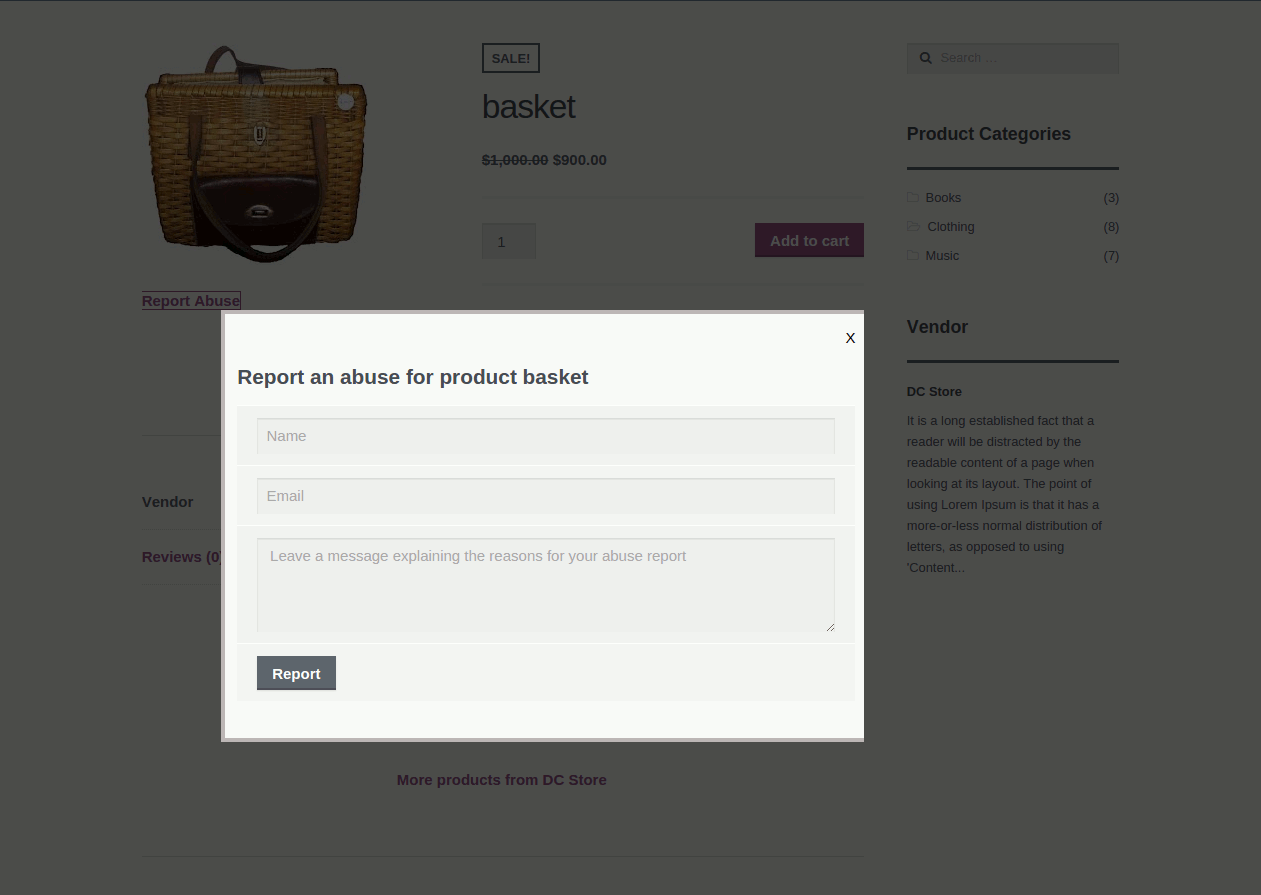 SALE!
basket
$1,000.00 $900.00
1
Add to cart
Report Abuse
X
Report an abuse for product basket
Name
Email
Leave a message explaining the reasons for your abuse report
Report
Vendor
Reviews (0)
More products from DC Store
Search …
Product Categories
Books (3)
Clothing (8)
Music (7)
Vendor
DC Store
It is a long established fact that a
reader will be distracted by the
readable content of a page when
looking at its layout. The point of
using Lorem Ipsum is that it has a
more-or-less normal distribution of
letters, as opposed to using
'Content...